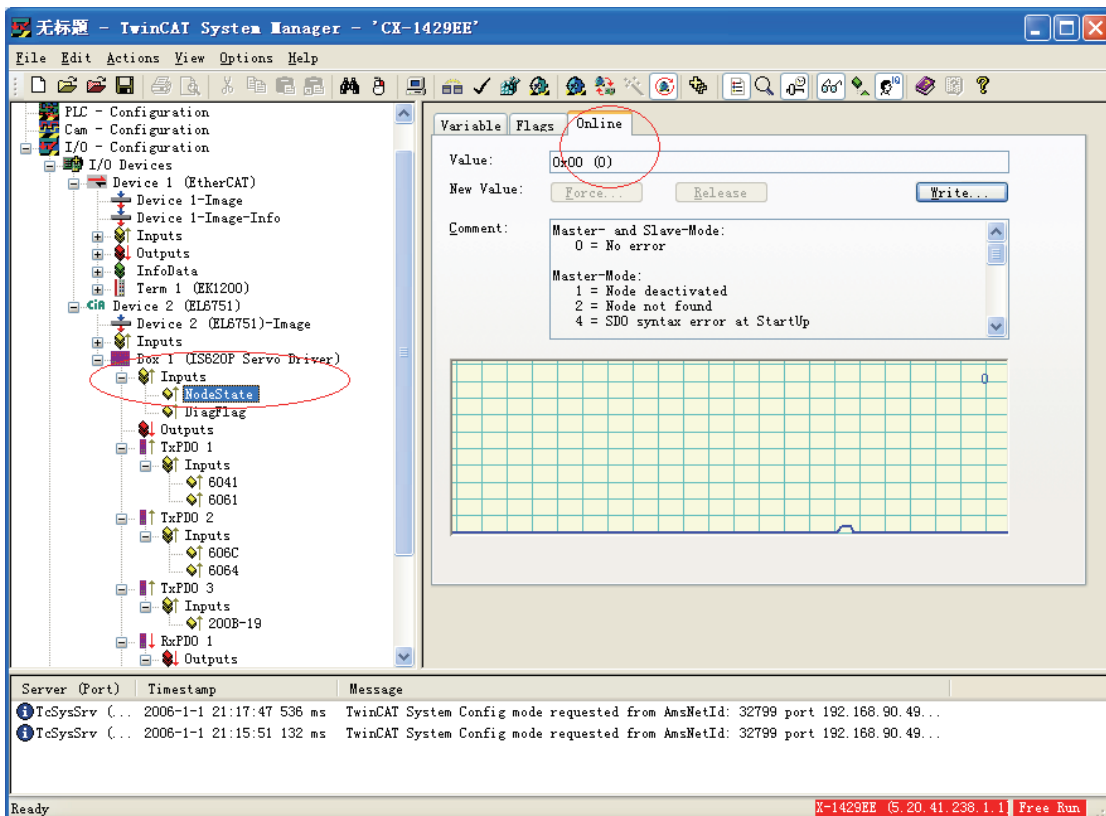 无标题 - TwinCAT System Manager - 'CX-1429EE'
File Edit Actions View Options Help
PLC - Configuration
Cam - Configuration
I/O - Configuration
I/O Devices
Device 1 (EtherCAT)
Device 1-Image
Device 1-Image-Info
Inputs
Outputs
InfoData
Term 1 (EK1200)
CiA Device 2 (EL6751)
Device 2 (EL6751)-Image
Inputs
Box 1 (IS620P Servo Driver)
Inputs
NodeState
DiagFlag
Outputs
TxPDO 1
Inputs
6041
6061
TxPDO 2
Inputs
606C
6064
TxPDO 3
Inputs
200B-19
RxPDO 1
Outputs
Variable Flags Online
Value: 0x00 (0)
New Value: Force... Release Write...
Comment: Master- and Slave-Mode:
0 = No error
Master-Mode:
1 = Node deactivated
2 = Node not found
4 = SDO syntax error at StartUp
0
Server (Port) Timestamp Message
TcSysSrv (... 2006-1-1 21:17:47 536 ms TwinCAT System Config mode requested from AmsNetId: 32799 port 192.168.90.49...
TcSysSrv (... 2006-1-1 21:15:51 132 ms TwinCAT System Config mode requested from AmsNetId: 32799 port 192.168.90.49...
Ready X-1429EE (5.20.41.238.1.1 Free Run